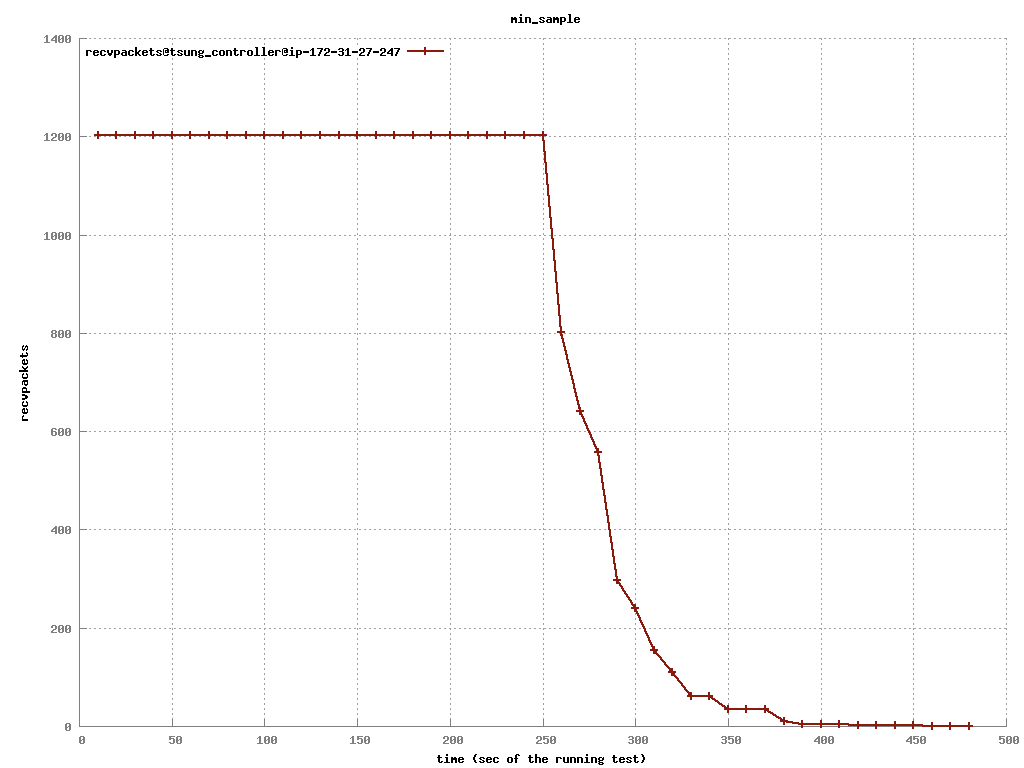 min_sample
recvpackets@tsung_controller@ip-172-31-27-247
1400
1200
1000
800
600
400
200
0
recvpackets
0 50 100 150 200 250 300 350 400 450 500
time (sec of the running test)